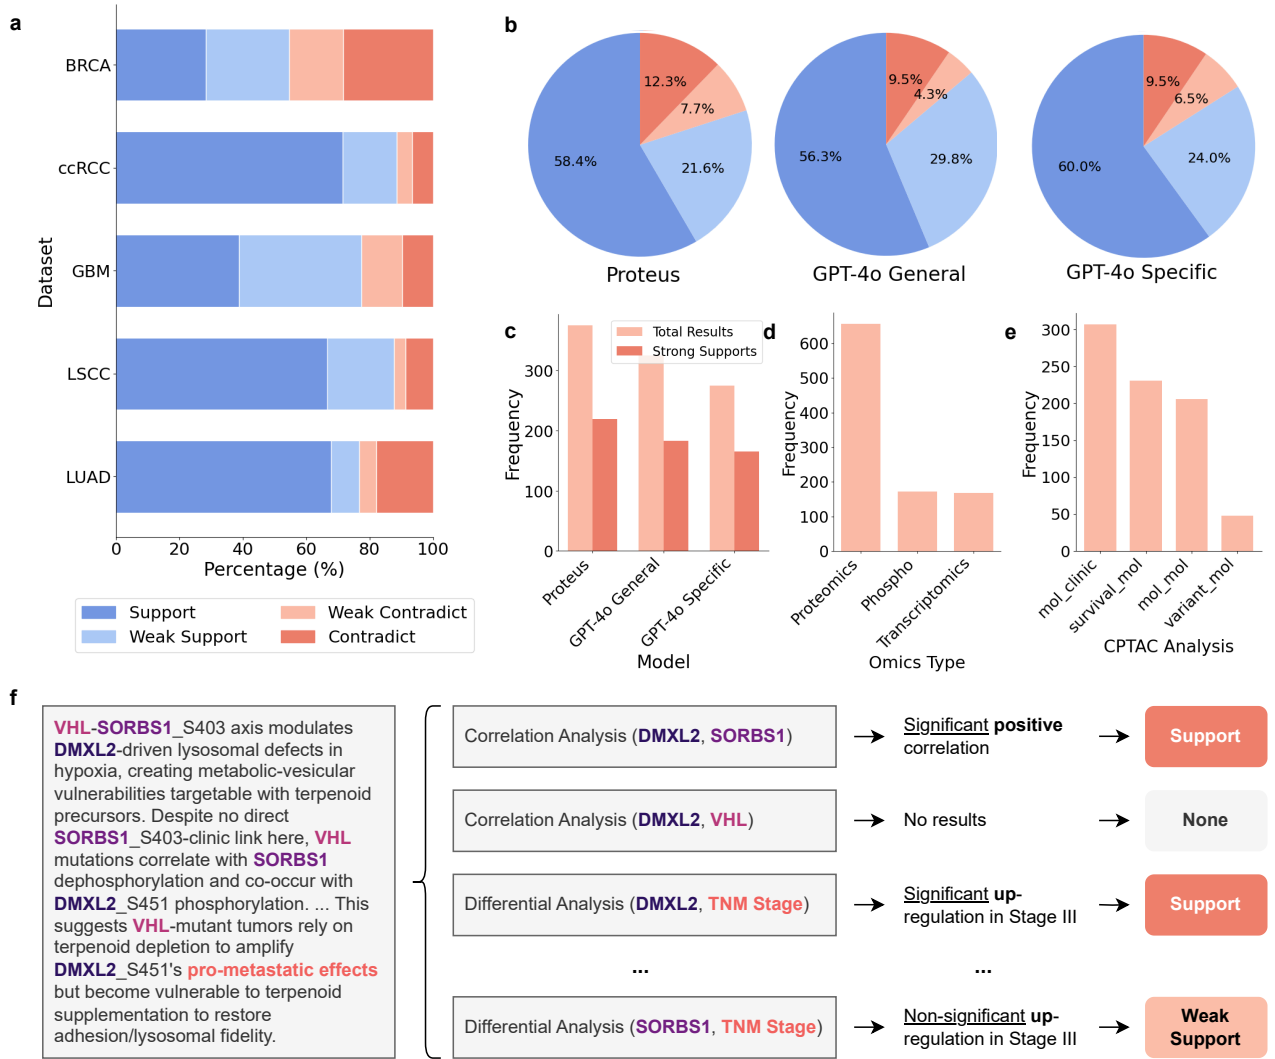 a
BRCA
ccRCC
GBM
LSCC
LUAD
Dataset
0 20 40 60 80 100
Percentage (%)
Support
Weak Support
Weak Contradict
Contradict
b
12.3%
7.7%
21.6%
58.4%
Proteus
9.5%
4.3%
29.8%
56.3%
GPT-4o General
9.5%
6.5%
24.0%
60.0%
GPT-4o Specific
c
Total Results
Strong Supports
Frequency
300
200
100
0
Proteus
GPT-4o General
GPT-4o Specific
Model
d
Frequency
600
500
400
300
200
100
0
Proteomics
Phospho
Transcriptomics
Omics Type
e
Frequency
300
250
200
150
100
50
0
mol_clinic
survival_mol
mol_mol
variant_mol
CPTAC Analysis
f
VHL-SORBS1_S403 axis modulates
DMXL2-driven lysosomal defects in
hypoxia, creating metabolic-vesicular
vulnerabilities targetable with terpenoid
precursors. Despite no direct
SORBS1_S403-clinic link here, VHL
mutations correlate with SORBS1
dephosphorylation and co-occur with
DMXL2_S451 phosphorylation. ... This
suggests VHL-mutant tumors rely on
terpenoid depletion to amplify
DMXL2_S451's pro-metastatic effects
but become vulnerable to terpenoid
supplementation to restore
adhesion/lysosomal fidelity.
Correlation Analysis (DMXL2, SORBS1)
Significant positive
correlation
Support
Correlation Analysis (DMXL2, VHL)
No results
None
Differential Analysis (DMXL2, TNM Stage)
Significant up-
regulation in Stage III
Support
...
...
Differential Analysis (SORBS1, TNM Stage)
Non-significant up-
regulation in Stage III
Weak
Support